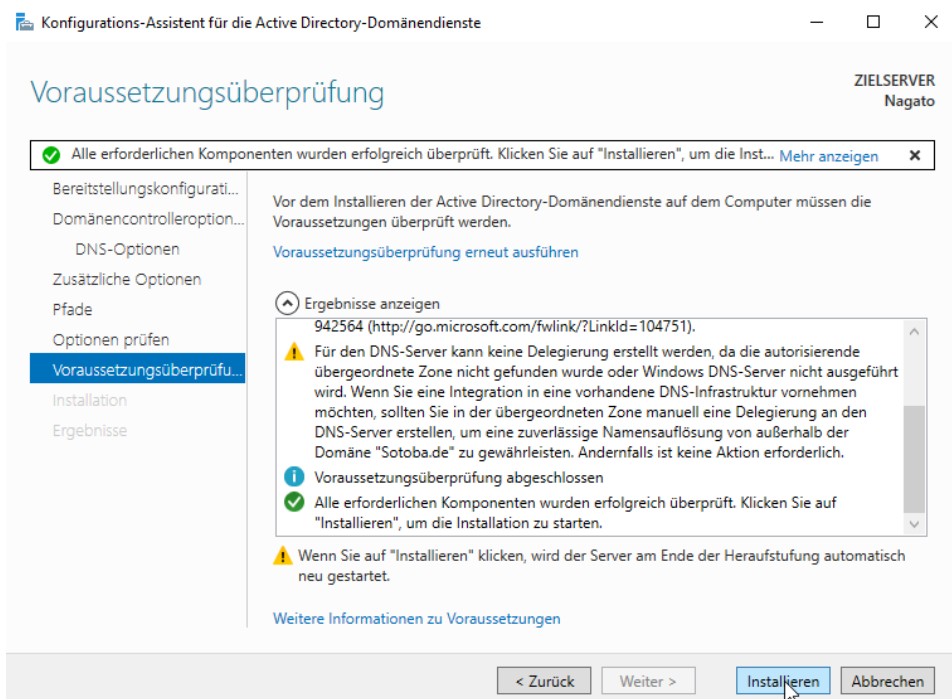 Konfigurations-Assistent für die Active Directory-Domänendienste
Voraussetzungsüberprüfung
ZIELSERVER
Nagato
Alle erforderlichen Komponenten wurden erfolgreich überprüft. Klicken Sie auf "Installieren", um die Inst... Mehr anzeigen
Bereitstellungskonfigurati...
Domänencontrolleroption...
DNS-Optionen
Zusätzliche Optionen
Pfade
Optionen prüfen
Voraussetzungsüberprüfu...
Installation
Ergebnisse
Vor dem Installieren der Active Directory-Domänendienste auf dem Computer müssen die
Voraussetzungen überprüft werden.
Voraussetzungsüberprüfung erneut ausführen
Ergebnisse anzeigen
942564 (http://go.microsoft.com/fwlink/?LinkId=104751).
Für den DNS-Server kann keine Delegierung erstellt werden, da die autorisierende
übergeordnete Zone nicht gefunden wurde oder Windows DNS-Server nicht ausgeführt
wird. Wenn Sie eine Integration in eine vorhandene DNS-Infrastruktur vornehmen
möchten, sollten Sie in der übergeordneten Zone manuell eine Delegierung an den
DNS-Server erstellen, um eine zuverlässige Namensauflösung von außerhalb der
Domäne "Sotoba.de" zu gewährleisten. Andernfalls ist keine Aktion erforderlich.
Voraussetzungsüberprüfung abgeschlossen
Alle erforderlichen Komponenten wurden erfolgreich überprüft. Klicken Sie auf
"Installieren", um die Installation zu starten.
Wenn Sie auf "Installieren" klicken, wird der Server am Ende der Heraufstufung automatisch
neu gestartet.
Weitere Informationen zu Voraussetzungen
< Zurück
Weiter >
Installieren
Abbrechen